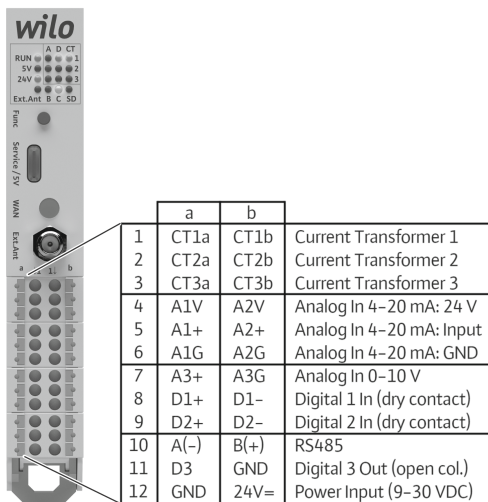 wilo
A D CT
RUN 1
5V 2
24V 3
Ext.Ant B C SD
Func
Service / 5V
WAN
Ext.Ant
a 1 1 b
a b
1 CT1a CT1b Current Transformer 1
2 CT2a CT2b Current Transformer 2
3 CT3a CT3b Current Transformer 3
4 A1V A2V Analog In 4–20 mA: 24 V
5 A1+ A2+ Analog In 4–20 mA: Input
6 A1G A2G Analog In 4–20 mA: GND
7 A3+ A3G Analog In 0–10 V
8 D1+ D1– Digital 1 In (dry contact)
9 D2+ D2– Digital 2 In (dry contact)
10 A(–) B(+) RS485
11 D3 GND Digital 3 Out (open col.)
12 GND 24V= Power Input (9–30 VDC)